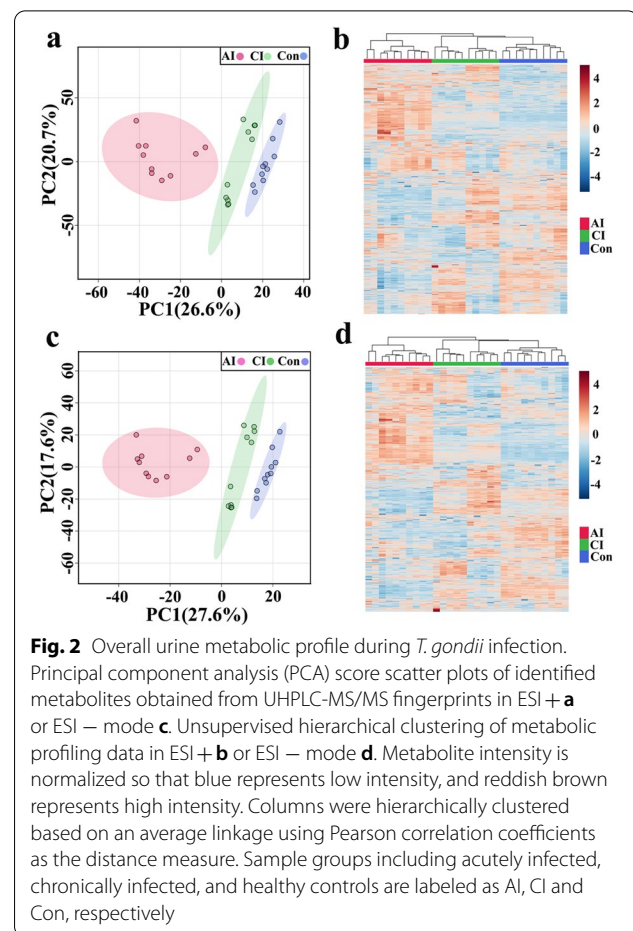 a
AI CI Con
PC2(20.7%)
50
0
-50
-60 -40 -20 0 20 40
PC1(26.6%)
b
4
2
0
-2
-4
AI
CI
Con
c
AI CI Con
PC2(17.6%)
60
40
20
0
-20
-40
-60
-60 -40 -20 0 20
PC1(27.6%)
d
4
2
0
-2
-4
AI
CI
Con
Fig. 2 Overall urine metabolic profile during T. gondii infection.
Principal component analysis (PCA) score scatter plots of identified
metabolites obtained from UHPLC-MS/MS fingerprints in ESI + a
or ESI − mode c. Unsupervised hierarchical clustering of metabolic
profiling data in ESI + b or ESI − mode d. Metabolite intensity is
normalized so that blue represents low intensity, and reddish brown
represents high intensity. Columns were hierarchically clustered
based on an average linkage using Pearson correlation coefficients
as the distance measure. Sample groups including acutely infected,
chronically infected, and healthy controls are labeled as AI, CI and
Con, respectively